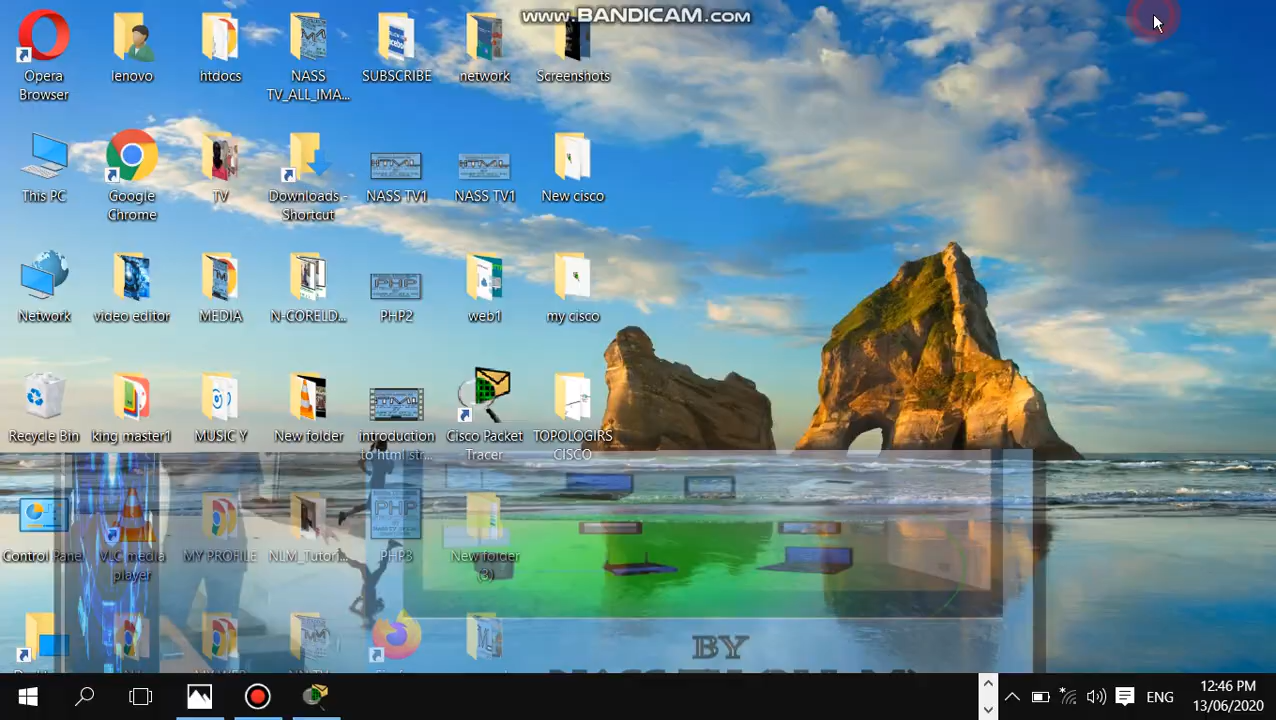 www.BANDICAM.com
Opera
Browser
lenovo
htdocs
NASS
TV_ALL_IMA...
SUBSCRIBE
network
Screenshots
This PC
Google
Chrome
TV
Downloads -
Shortcut
NASS TV1
NASS TV1
New cisco
Network
video editor
MEDIA
N-CORELD...
PHP2
web1
my cisco
Recycle Bin
king master1
MUSIC Y
New folder
introduction
to html str...
Cisco Packet
Tracer
TOPOLOGIRS
CISCO
Control Panel
VLC media
player
MY PROFILE
NLM_Tutori...
PHP3
New folder
(3)
BY
ENG
12:46 PM
13/06/2020